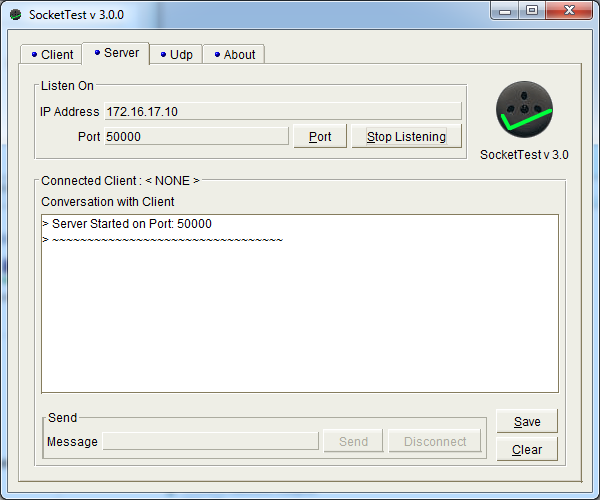 SocketTest v 3.0.0
Client
Server
Udp
About
Listen On
IP Address 172.16.17.10
Port 50000 Port Stop Listening
SocketTest v 3.0
Connected Client : < NONE >
Conversation with Client
> Server Started on Port: 50000
> ~~~~~~~~~~~~~~~~~~~~~~~~~~~~~~~~~
Send
Message Send Disconnect
Save
Clear